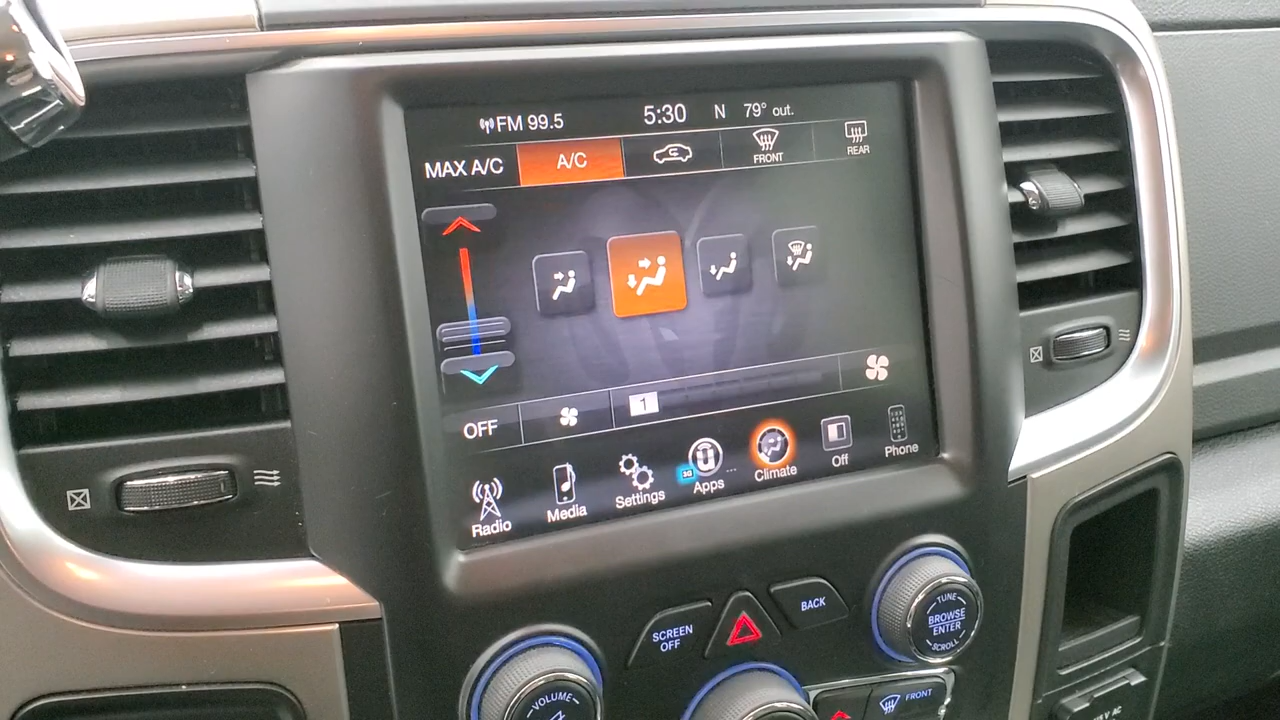 FM 99.5 5:30 N 79° out.
MAX A/C A/C FRONT REAR
OFF 1
Radio Media Settings 3G Apps ... Climate Off Phone
SCREEN OFF BACK
TUNE
BROWSE
ENTER
SCROLL
VOLUME
FRONT